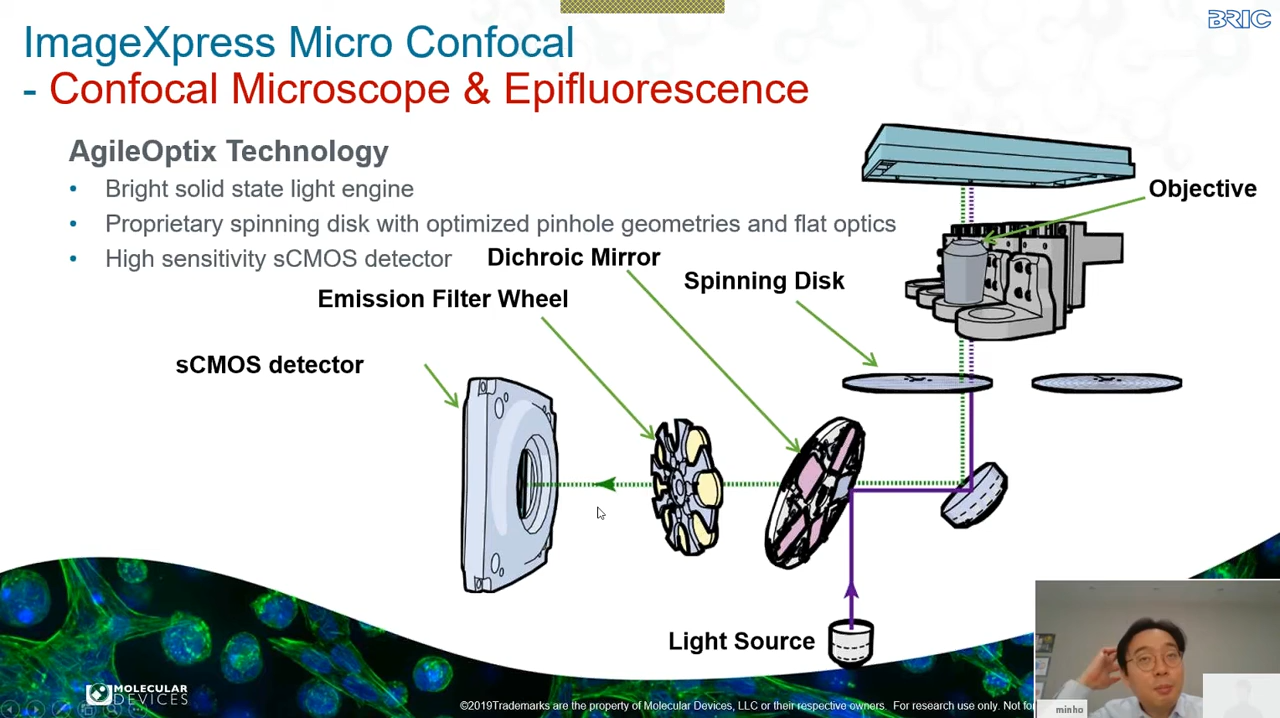 BRIC
ImageXpress Micro Confocal
- Confocal Microscope & Epifluorescence
AgileOptix Technology
• Bright solid state light engine
• Proprietary spinning disk with optimized pinhole geometries and flat optics
• High sensitivity sCMOS detector
Objective
Dichroic Mirror
Spinning Disk
Emission Filter Wheel
sCMOS detector
Light Source
MOLECULAR
DEVICES
©2019Trademarks are the property of Molecular Devices, LLC or their respective owners. For research use only. Not for
minho